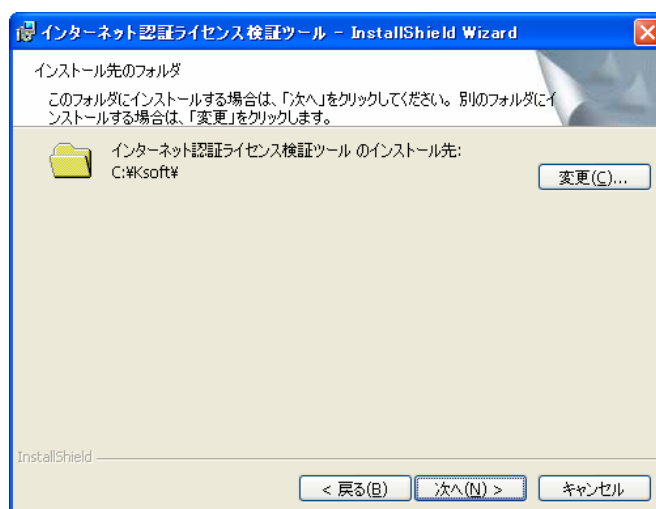 インターネット認証ライセンス検証ツール - InstallShield Wizard
インストール先のフォルダ
このフォルダにインストールする場合は、「次へ」をクリックしてください。別のフォルダにイ
ンストールする場合は、「変更」をクリックします。
インターネット認証ライセンス検証ツール のインストール先:
C:¥Ksoft¥
変更(C)...
InstallShield
< 戻る(B)
次へ(N) >
キャンセル